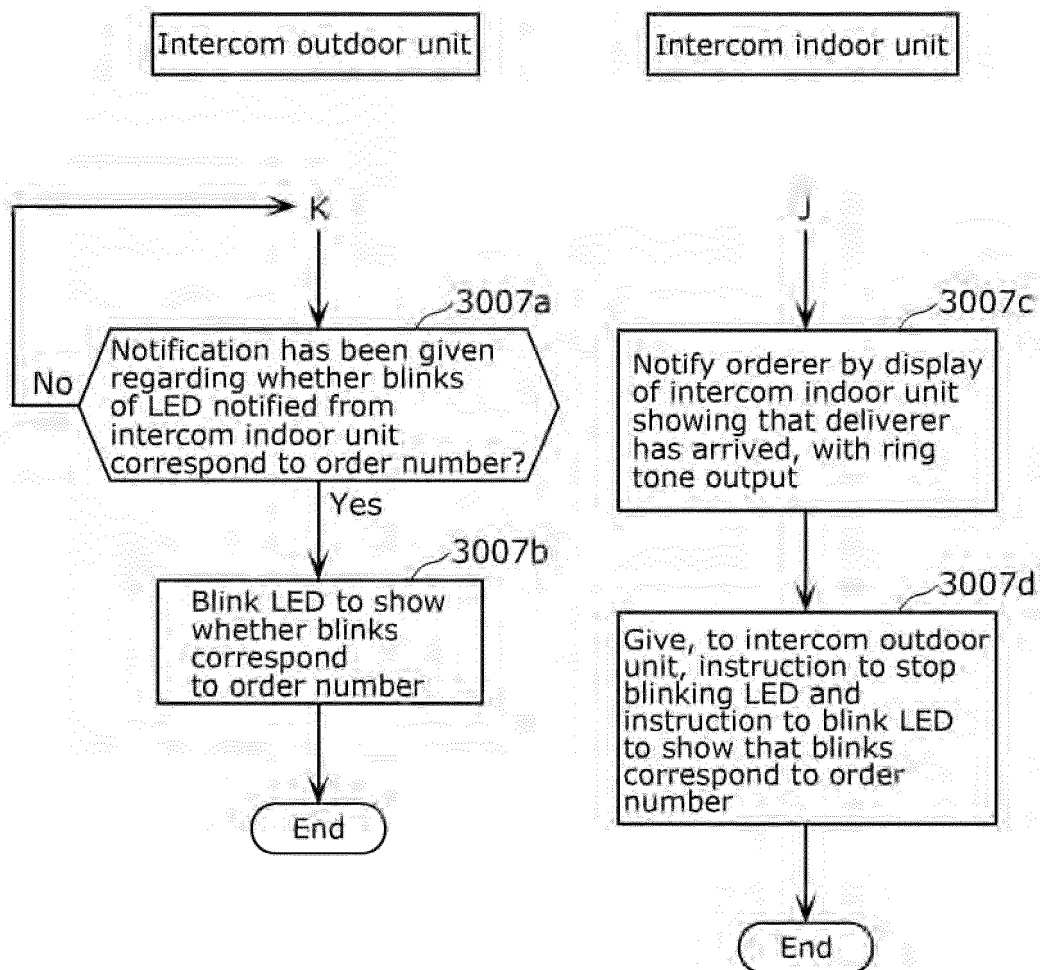 Intercom outdoor unit
K
3007a
Notification has been given
regarding whether blinks
of LED notified from
intercom indoor unit
correspond to order number?
No
Yes
3007b
Blink LED to show
whether blinks
correspond
to order number
End
Intercom indoor unit
J
3007c
Notify orderer by display
of intercom indoor unit
showing that deliverer
has arrived, with ring
tone output
3007d
Give, to intercom outdoor
unit, instruction to stop
blinking LED and
instruction to blink LED
to show that blinks
correspond to order
number
End